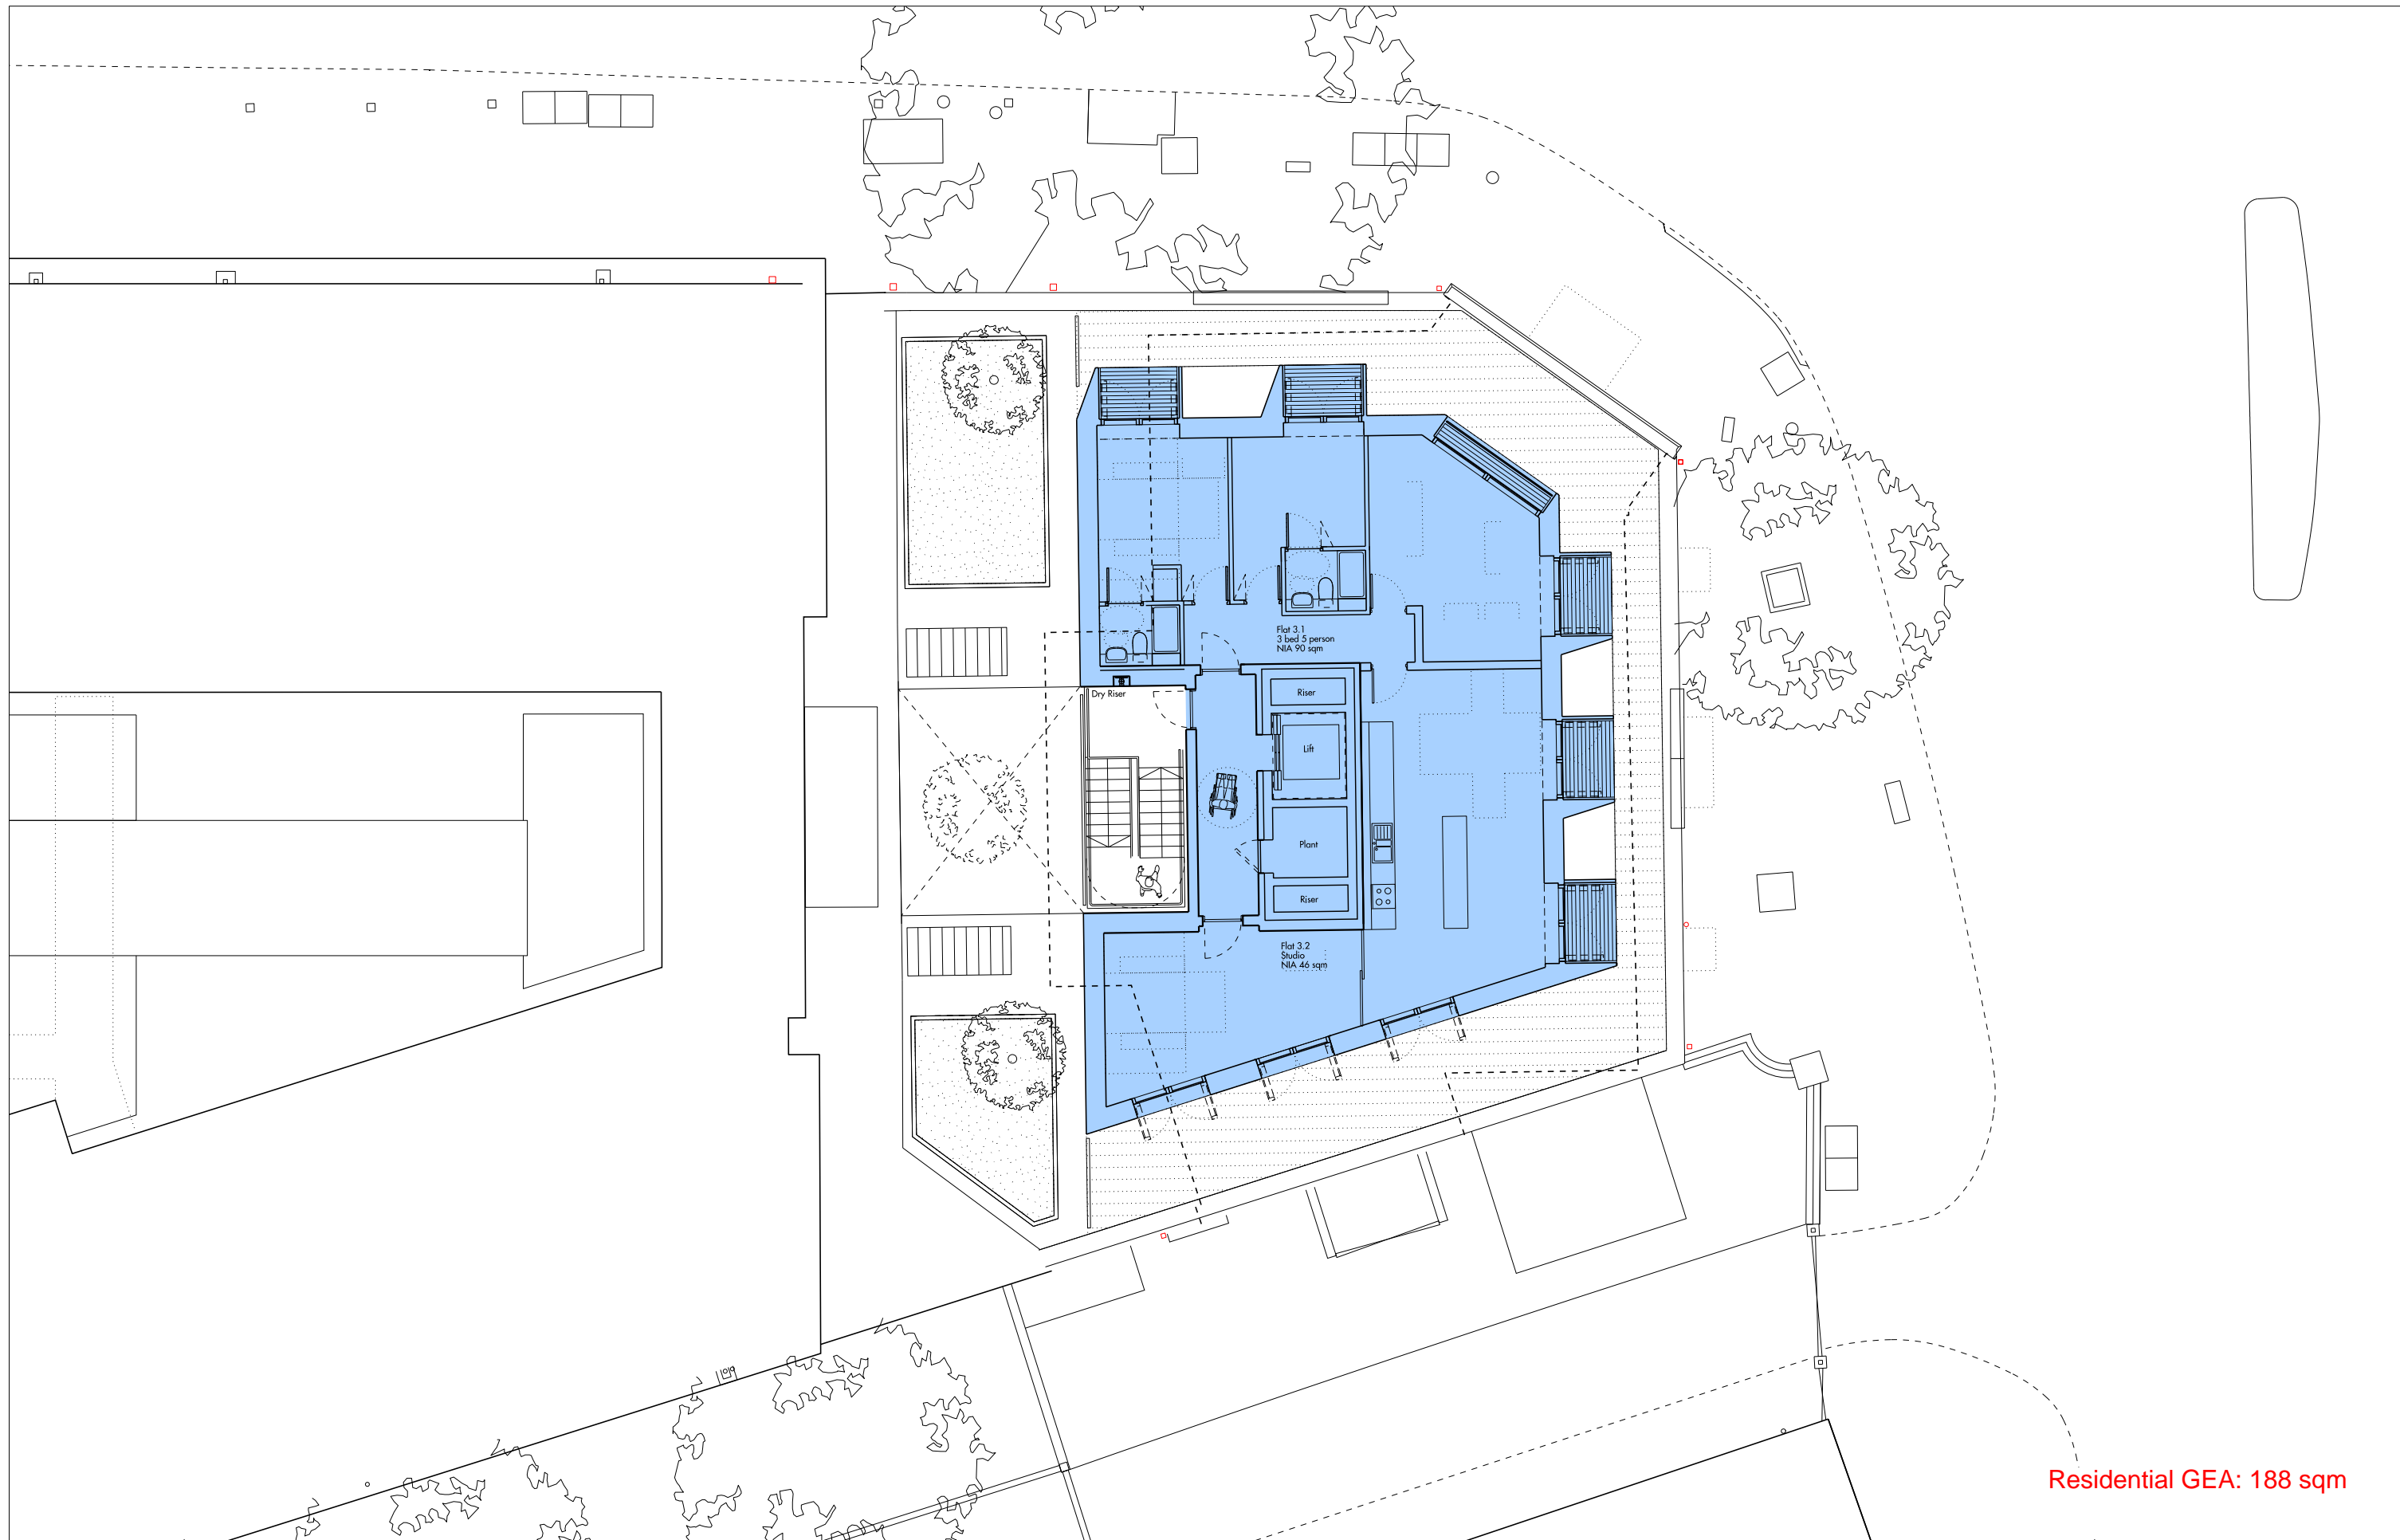 Flat 3.1
3 bed 5 person
NIA 90 sqm
Dry Riser
Riser
Lift
Plant
Riser
Flat 3.2
Studio
NIA 46 sqm
Residential GEA: 188 sqm